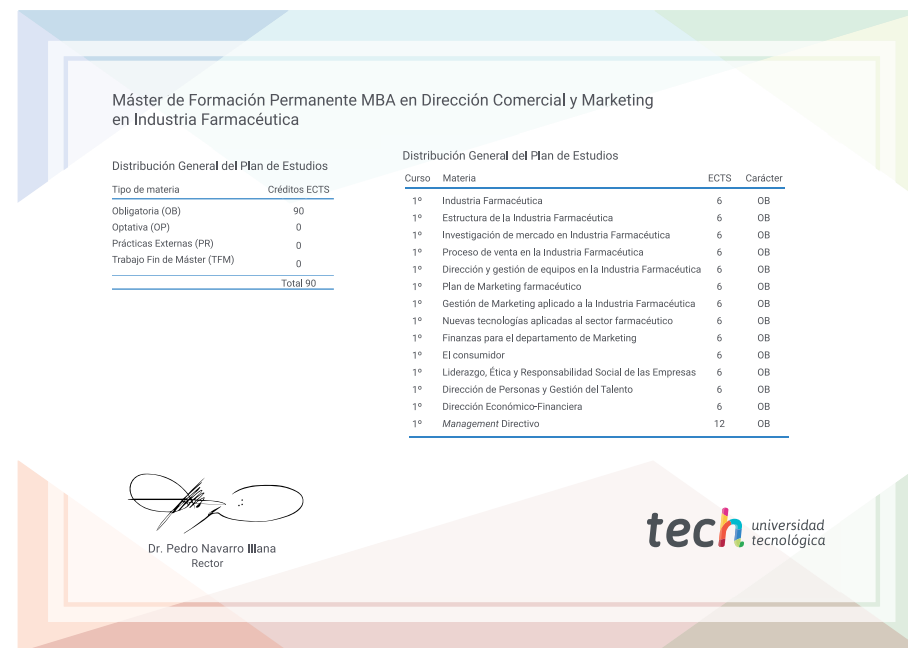 Máster de Formación Permanente MBA en Dirección Comercial y Marketing
en Industria Farmacéutica
Distribución General del Plan de Estudios
Tipo de materia Créditos ECTS
Obligatoria (OB) 90
Optativa (OP) 0
Prácticas Externas (PR) 0
Trabajo Fin de Máster (TFM) 0
Total 90
Distribución General del Plan de Estudios
Curso Materia ECTS Carácter
1º Industria Farmacéutica 6 OB
1º Estructura de la Industria Farmacéutica 6 OB
1º Investigación de mercado en Industria Farmacéutica 6 OB
1º Proceso de venta en la Industria Farmacéutica 6 OB
1º Dirección y gestión de equipos en la Industria Farmacéutica 6 OB
1º Plan de Marketing farmacéutico 6 OB
1º Gestión de Marketing aplicado a la Industria Farmacéutica 6 OB
1º Nuevas tecnologías aplicadas al sector farmacéutico 6 OB
1º Finanzas para el departamento de Marketing 6 OB
1º El consumidor 6 OB
1º Liderazgo, Ética y Responsabilidad Social de las Empresas 6 OB
1º Dirección de Personas y Gestión del Talento 6 OB
1º Dirección Económico-Financiera 6 OB
1º Management Directivo 12 OB
Dr. Pedro Navarro Illana
Rector
tech universidad
tecnológica